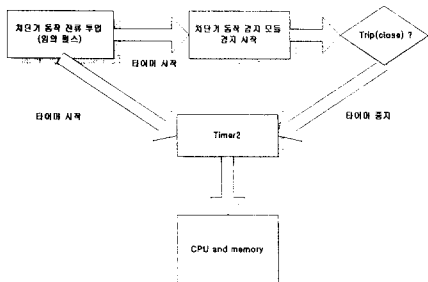 차단기 동작 전류 투입
(임의 펄스)
차단기 동작 감지 모듈
감지 시작
Trip(close) ?
타이머 시작
타이머 시작
타이머 중지
Timer2
CPU and memory